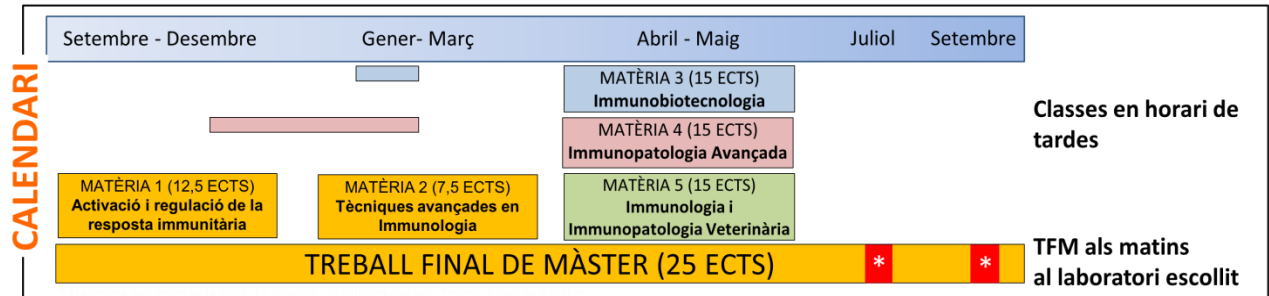 CALENDARI
Setembre - Desembre
Gener- Març
Abril - Maig
Juliol
Setembre
MATÈRIA 3 (15 ECTS)
Immunobiotecnologia
MATÈRIA 4 (15 ECTS)
Immunopatologia Avançada
MATÈRIA 1 (12,5 ECTS)
Activació i regulació de la
resposta immunitària
MATÈRIA 2 (7,5 ECTS)
Tècniques avançades en
Immunologia
MATÈRIA 5 (15 ECTS)
Immunologia i
Immunopatologia Veterinària
Classes en horari de
tardes
TREBALL FINAL DE MÀSTER (25 ECTS)
*
*
TFM als matins
al laboratori escollit